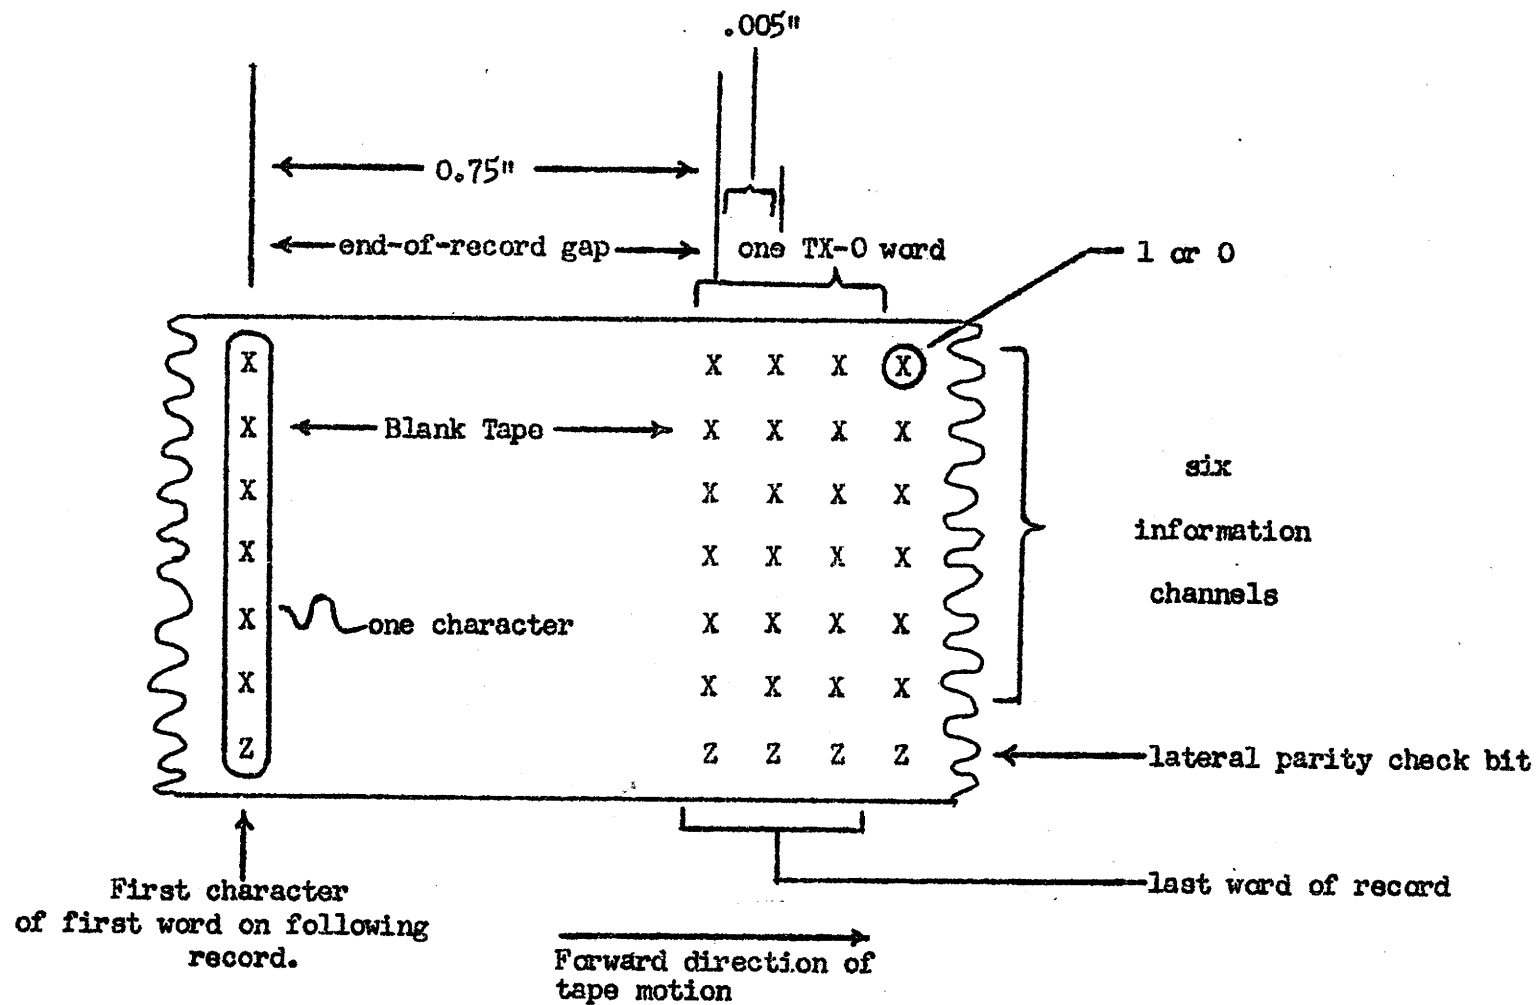 .005"
0.75"
end-of-record gap
one TX-0 word
1 or 0
X X X X X
X Blank Tape X X X X
X X X X X
six
X X X X X
information
channels
X one character X X X X
X X X X X
Z Z Z Z Z
lateral parity check bit
First character
of first word on following
record.
last word of record
Forward direction of
tape motion